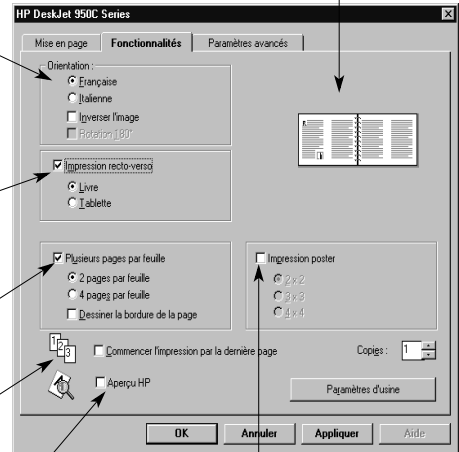 HP DeskJet 950C Series
Mise en page
Fonctionnalités
Paramètres avancés
Orientation :
Française
Italienne
Inverser l'image
Rotation 180°
Impression recto-verso
Livre
Tablette
Plusieurs pages par feuille
2 pages par feuille
4 pages par feuille
Dessiner la bordure de la page
Impression poster
2 x 2
3 x 3
4 x 4
1
2
3
Commencer l'impression par la dernière page
Copies : 1
Aperçu HP
Paramètres d'usine
OK
Annuler
Appliquer
Aide